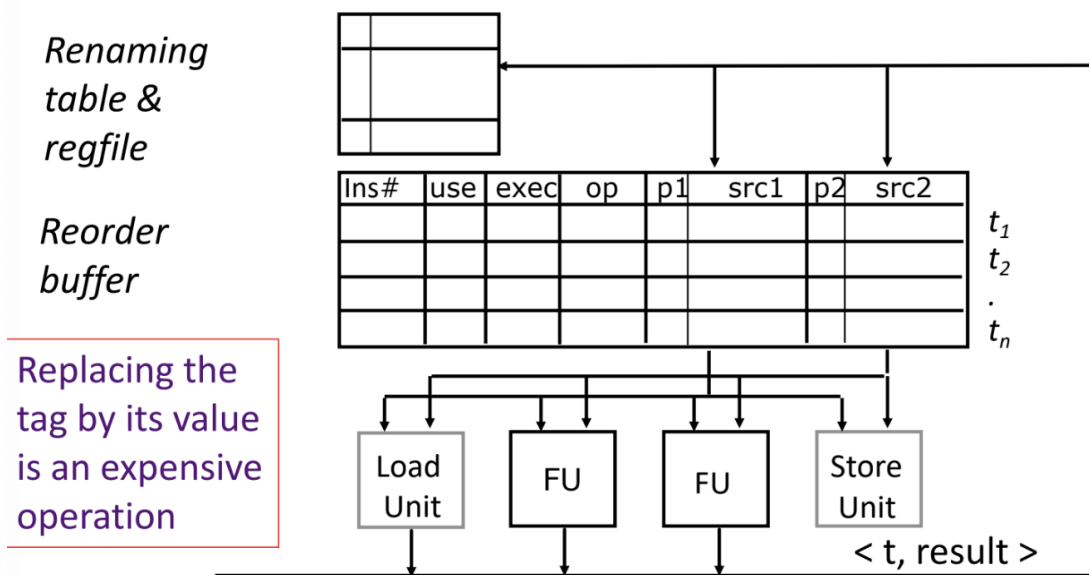 Renaming
table &
regfile
Ins# use exec op p1 src1 p2 src2
Reorder
buffer
t1
t2
.
tn
Replacing the
tag by its value
is an expensive
operation
Load
Unit
FU
FU
Store
Unit
< t, result >